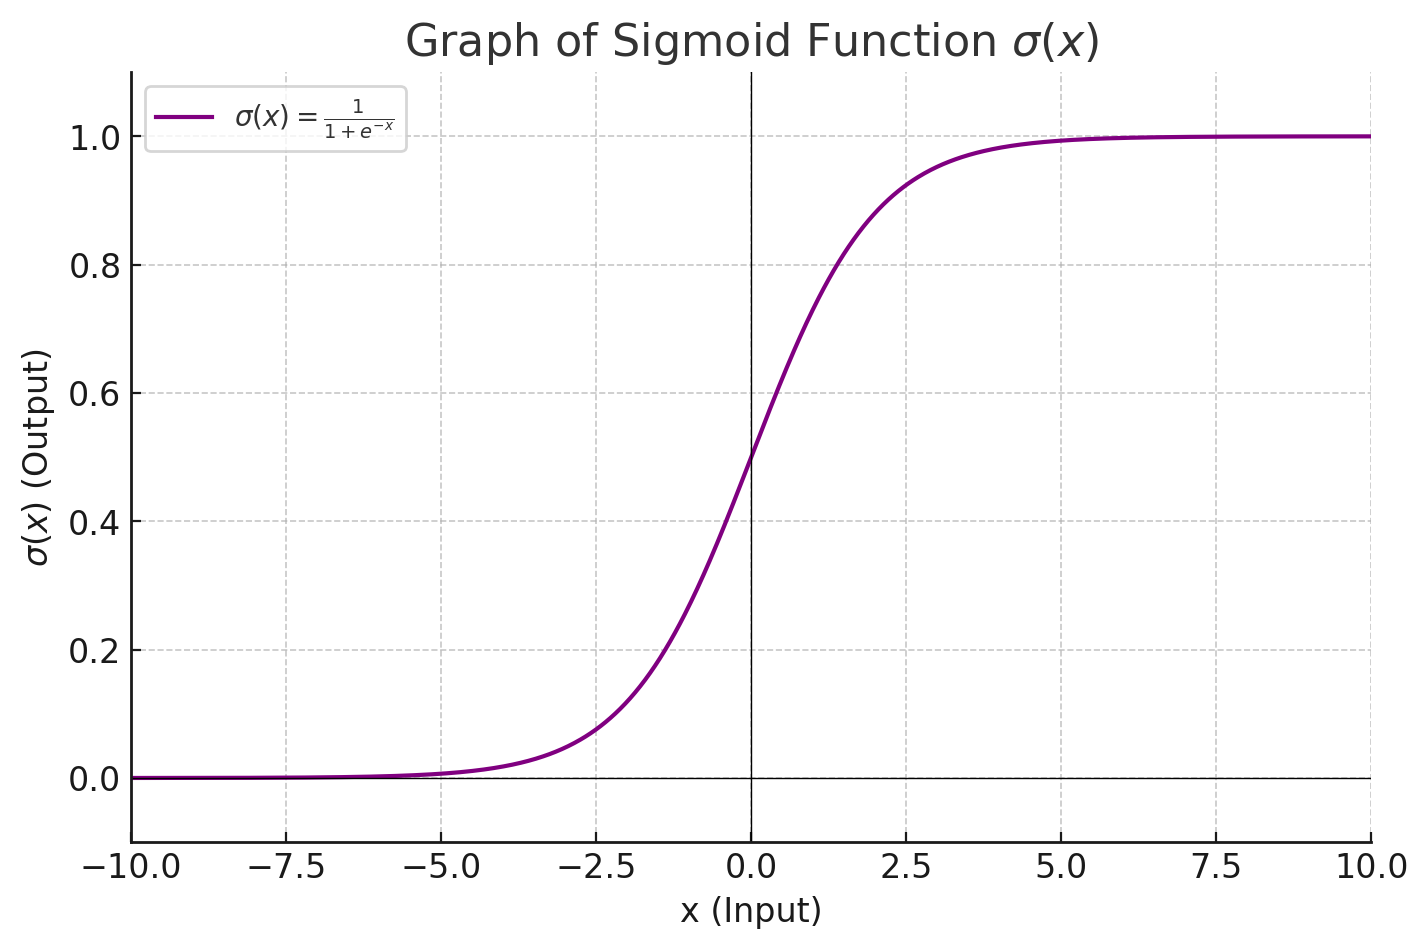 Graph of Sigmoid Function σ(x)
σ(x) = 1/(1 + e^{-x})
σ(x) (Output)
1.0
0.8
0.6
0.4
0.2
0.0
−10.0 −7.5 −5.0 −2.5 0.0 2.5 5.0 7.5 10.0
x (Input)